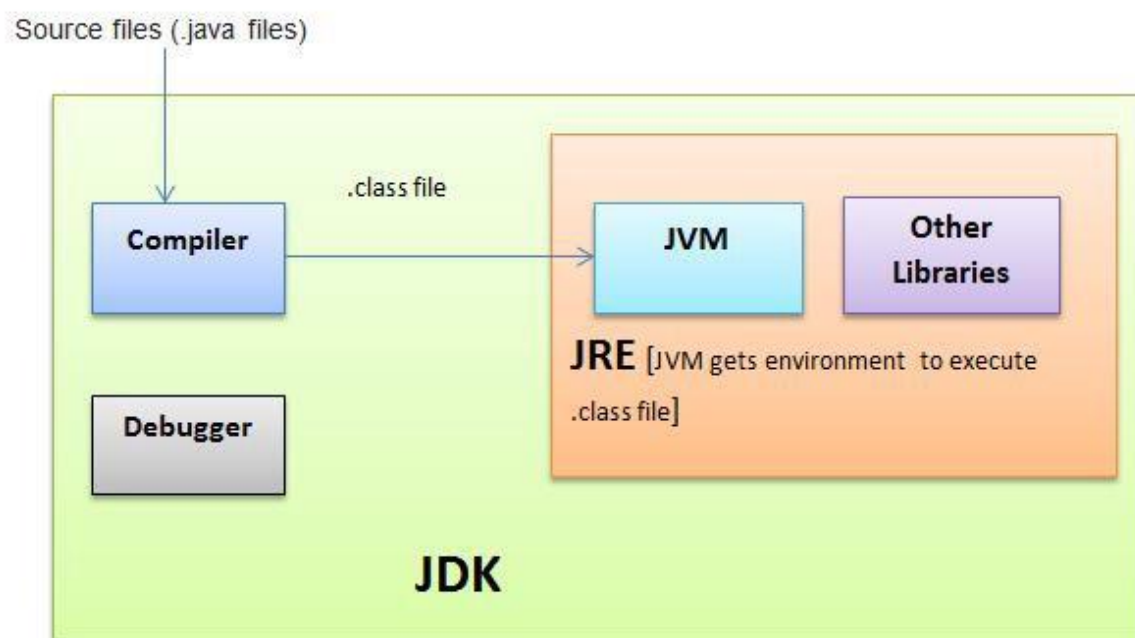 Source files (.java files)
.class file
Compiler
JVM
Other
Libraries
JRE [JVM gets environment to execute
.class file]
Debugger
JDK